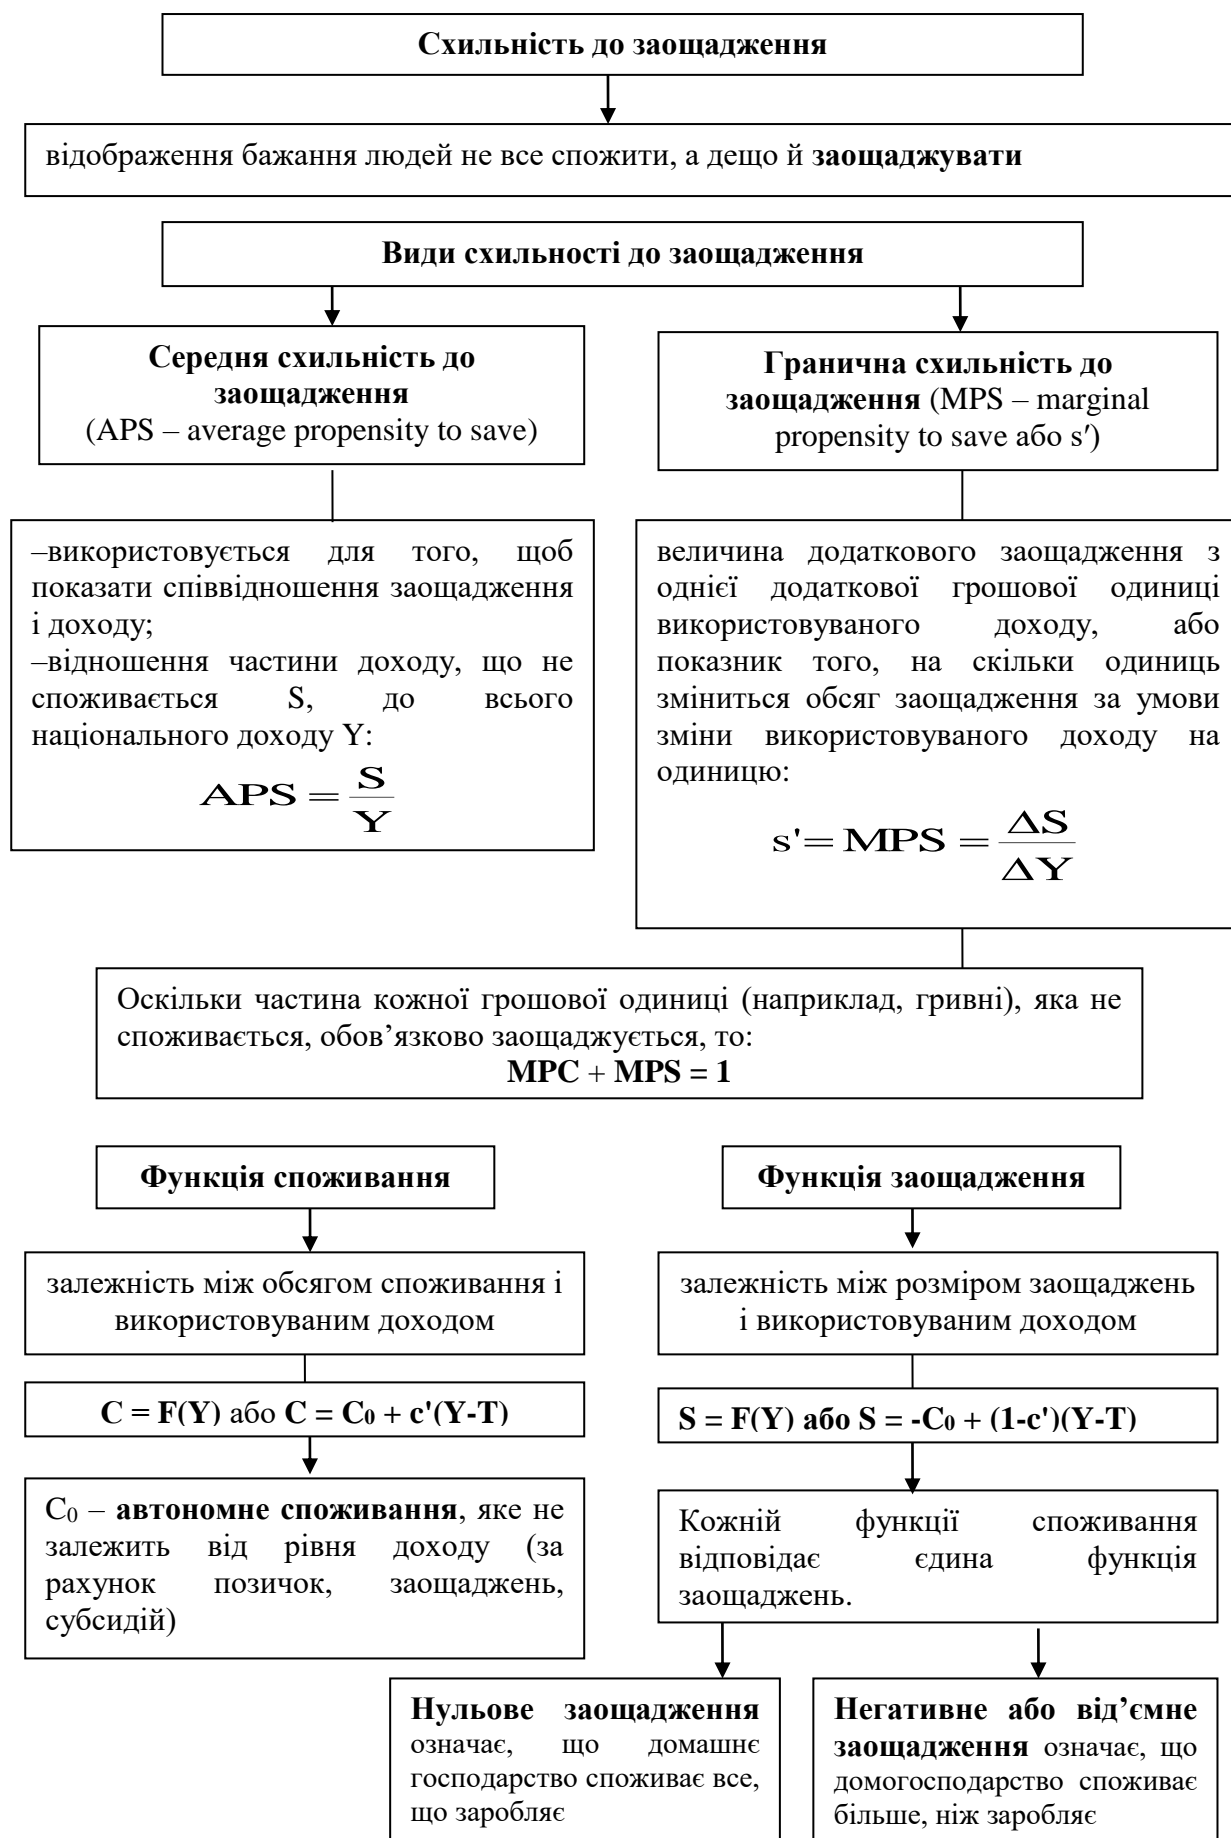 Схильність до заощадження
відображення бажання людей не все спожити, а дещо й заощаджувати
Види схильності до заощадження
Середня схильність до
заощадження
(APS – average propensity to save)
Гранична схильність до
заощадження (MPS – marginal
propensity to save або s′)
–використовується для того, щоб
показати співвідношення заощадження
і доходу;
–відношення частини доходу, що не
споживається S, до всього
національного доходу Y:
APS = S/Y
величина додаткового заощадження з
однієї додаткової грошової одиниці
використовуваного доходу, або
показник того, на скільки одиниць
зміниться обсяг заощадження за умови
зміни використовуваного доходу на
одиницю:
s'= MPS = ΔS/ΔY
Оскільки частина кожної грошової одиниці (наприклад, гривні), яка не
споживається, обов’язково заощаджується, то:
MPC + MPS = 1
Функція споживання
Функція заощадження
залежність між обсягом споживання і
використовуваним доходом
залежність між розміром заощаджень
і використовуваним доходом
C = F(Y) або C = C₀ + c'(Y-T)
S = F(Y) або S = -C₀ + (1-c')(Y-T)
C₀ – автономне споживання, яке не
залежить від рівня доходу (за
рахунок позичок, заощаджень,
субсидій)
Кожній функції споживання
відповідає єдина функція
заощаджень.
Нульове заощадження
означає, що домашнє
господарство споживає все,
що заробляє
Негативне або від’ємне
заощадження означає, що
домогосподарство споживає
більше, ніж заробляє